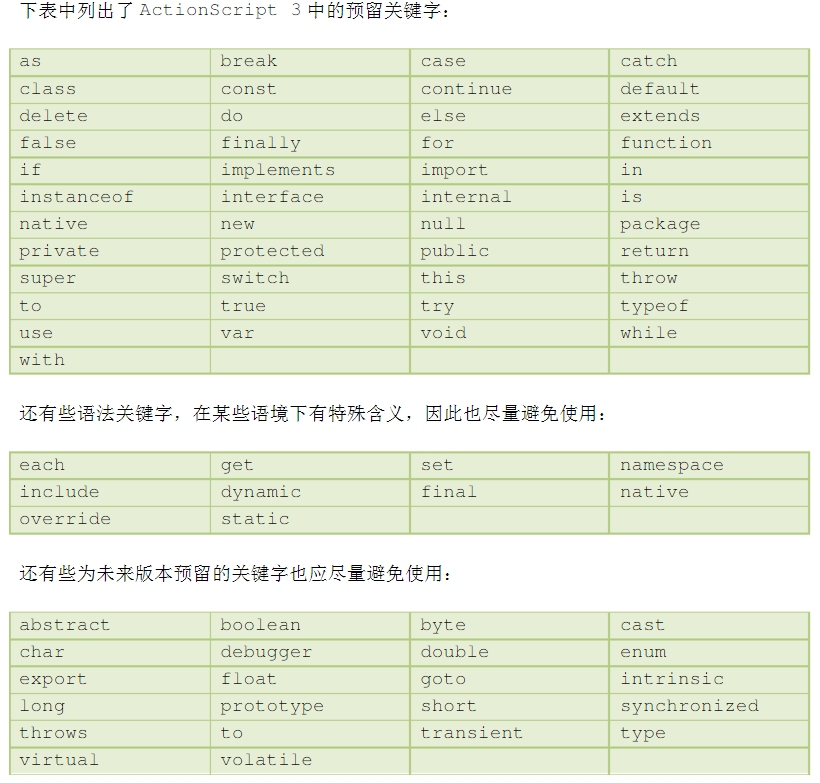 下表中列出了 ActionScript 3 中的预留关键字：
as break case catch
class const continue default
delete do else extends
false finally for function
if implements import in
instanceof interface internal is
native new null package
private protected public return
super switch this throw
to true try typeof
use var void while
with
还有些语法关键字，在某些语境下有特殊含义，因此也尽量避免使用：
each get set namespace
include dynamic final native
override static
还有些为未来版本预留的关键字也应尽量避免使用：
abstract boolean byte cast
char debugger double enum
export float goto intrinsic
long prototype short synchronized
throws to transient type
virtual volatile